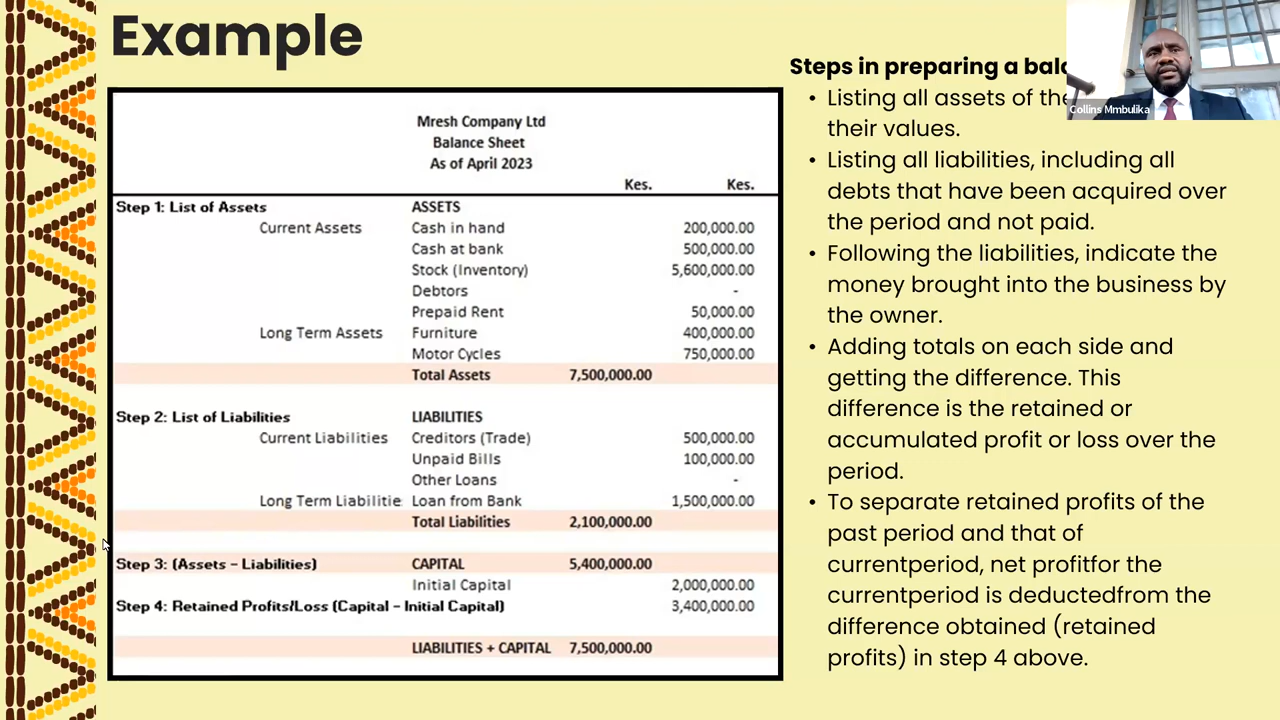 Example
Mresh Company Ltd
Balance Sheet
As of April 2023
Kes. Kes.
Step 1: List of Assets ASSETS
Current Assets Cash in hand 200,000.00
Cash at bank 500,000.00
Stock (Inventory) 5,600,000.00
Debtors -
Prepaid Rent 50,000.00
Long Term Assets Furniture 400,000.00
Motor Cycles 750,000.00
Total Assets 7,500,000.00
Step 2: List of Liabilities LIABILITIES
Current Liabilities Creditors (Trade) 500,000.00
Unpaid Bills 100,000.00
Other Loans -
Long Term Liabilitie Loan from Bank 1,500,000.00
Total Liabilities 2,100,000.00
Step 3: (Assets - Liabilities) CAPITAL 5,400,000.00
Initial Capital 2,000,000.00
Step 4: Retained Profits/Loss (Capital - Initial Capital) 3,400,000.00
LIABILITIES + CAPITAL 7,500,000.00
Steps in preparing a
• Listing all assets of
their values.
• Listing all liabilities, including all
debts that have been acquired over
the period and not paid.
• Following the liabilities, indicate the
money brought into the business by
the owner.
• Adding totals on each side and
getting the difference. This
difference is the retained or
accumulated profit or loss over the
period.
• To separate retained profits of the
past period and that of
currentperiod, net profitfor the
currentperiod is deductedfrom the
difference obtained (retained
profits) in step 4 above.
Collins Mmbulika